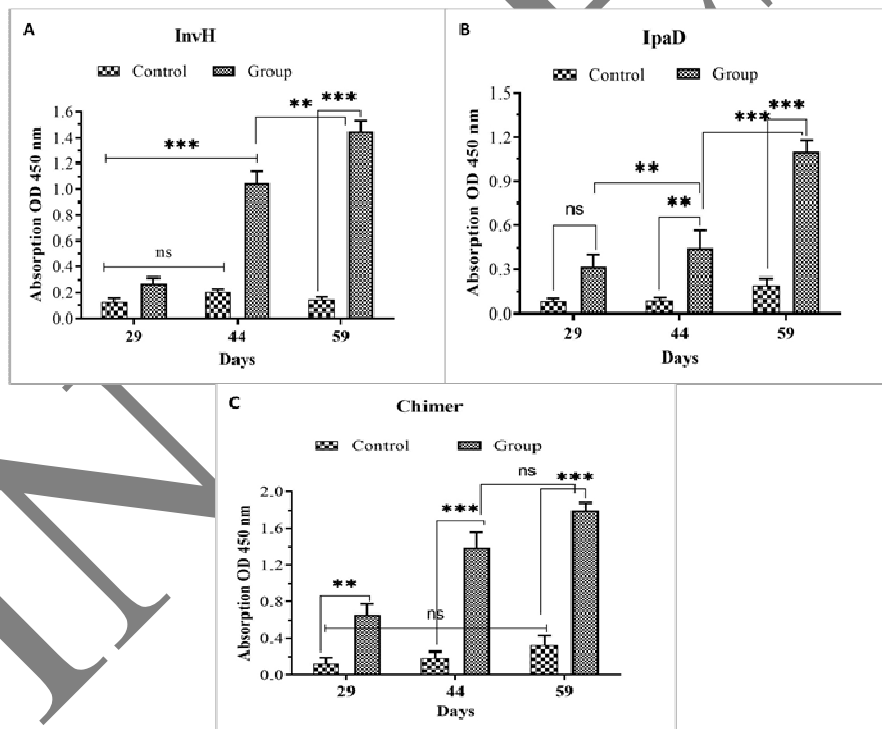 A
InvH
Control Group
** ***
***
ns
Absorption OD 450 nm
1.6
1.4
1.2
1.0
0.8
0.6
0.4
0.2
0.0
29 44 59
Days
B
IpaD
Control Group
***
***
**
ns
**
Absorption OD 450 nm
1.5
1.2
0.9
0.6
0.3
0.0
29 44 59
Days
C
Chimer
Control Group
ns
***
***
**
ns
Absorption OD 450 nm
2.0
1.6
1.2
0.8
0.4
0.0
29 44 59
Days